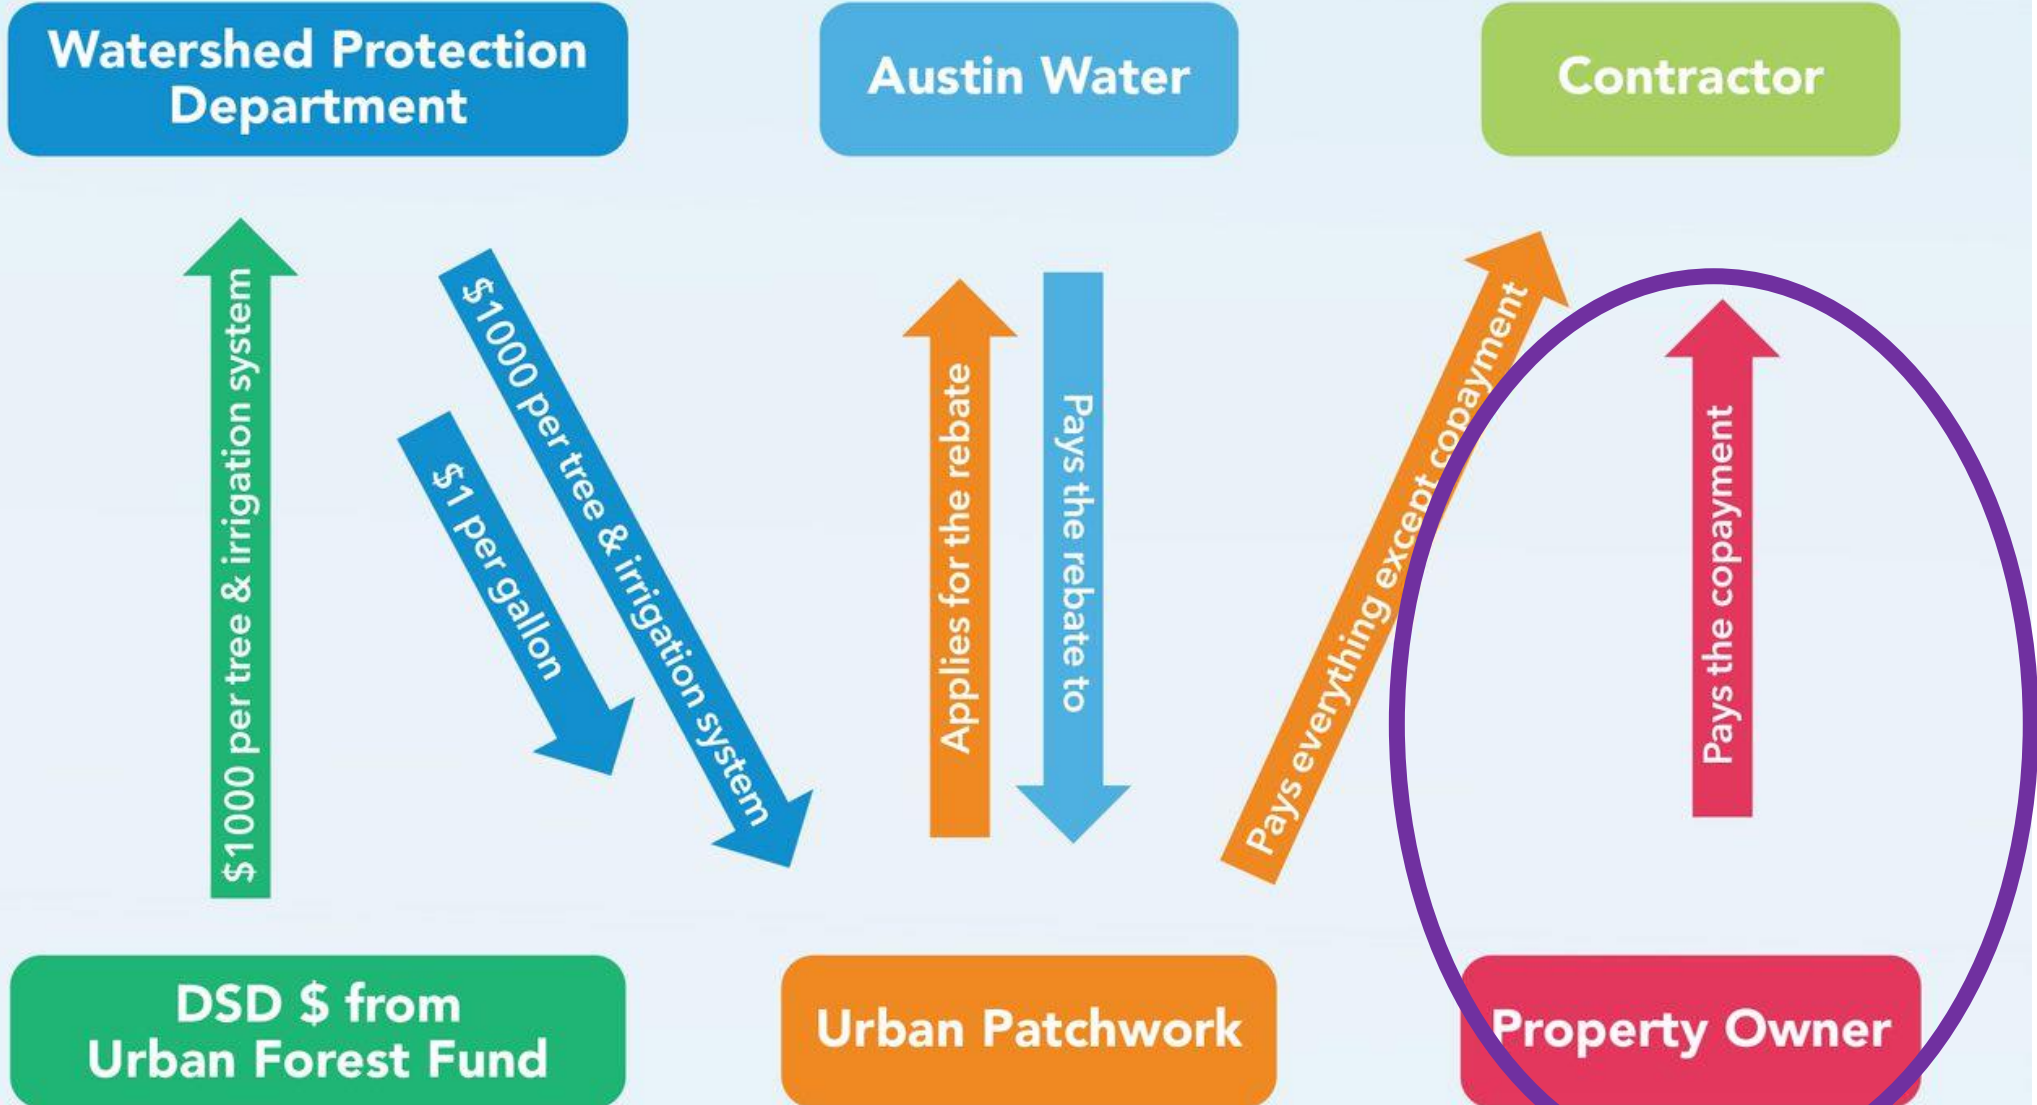 Watershed Protection
Department
Austin Water
Contractor
$1000 per tree & irrigation system
$1000 per tree & irrigation system
$1 per gallon
Applies for the rebate
Pays the rebate to
Pays everything except copayment
Pays the copayment
DSD $ from
Urban Forest Fund
Urban Patchwork
Property Owner